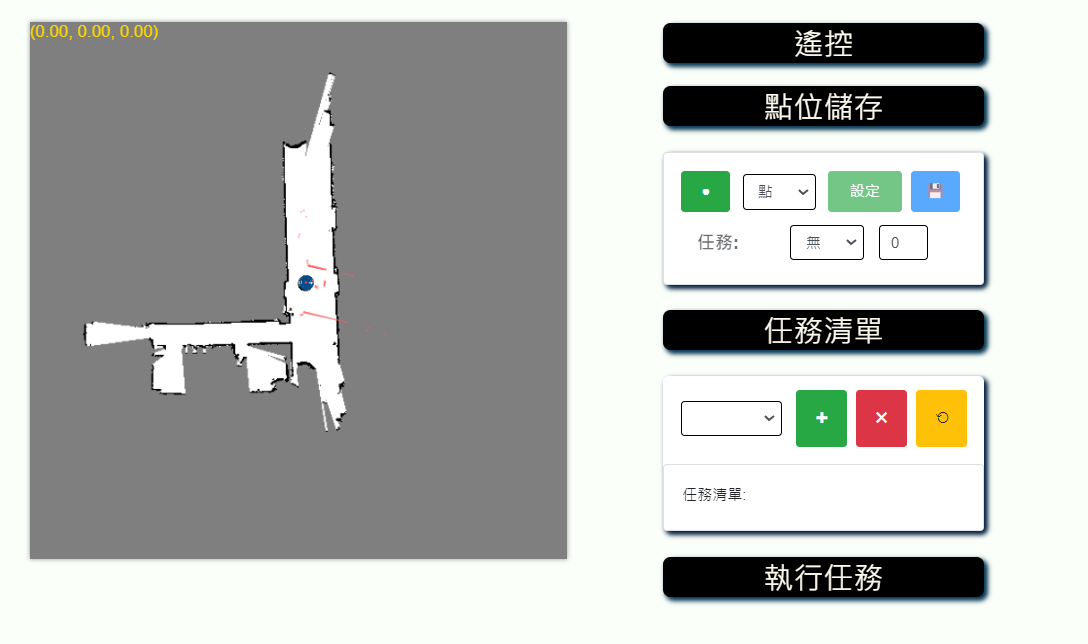 (0.00, 0.00, 0.00)
遙控
點位儲存
點
設定
任務:
無
0
任務清單
任務清單:
執行任務